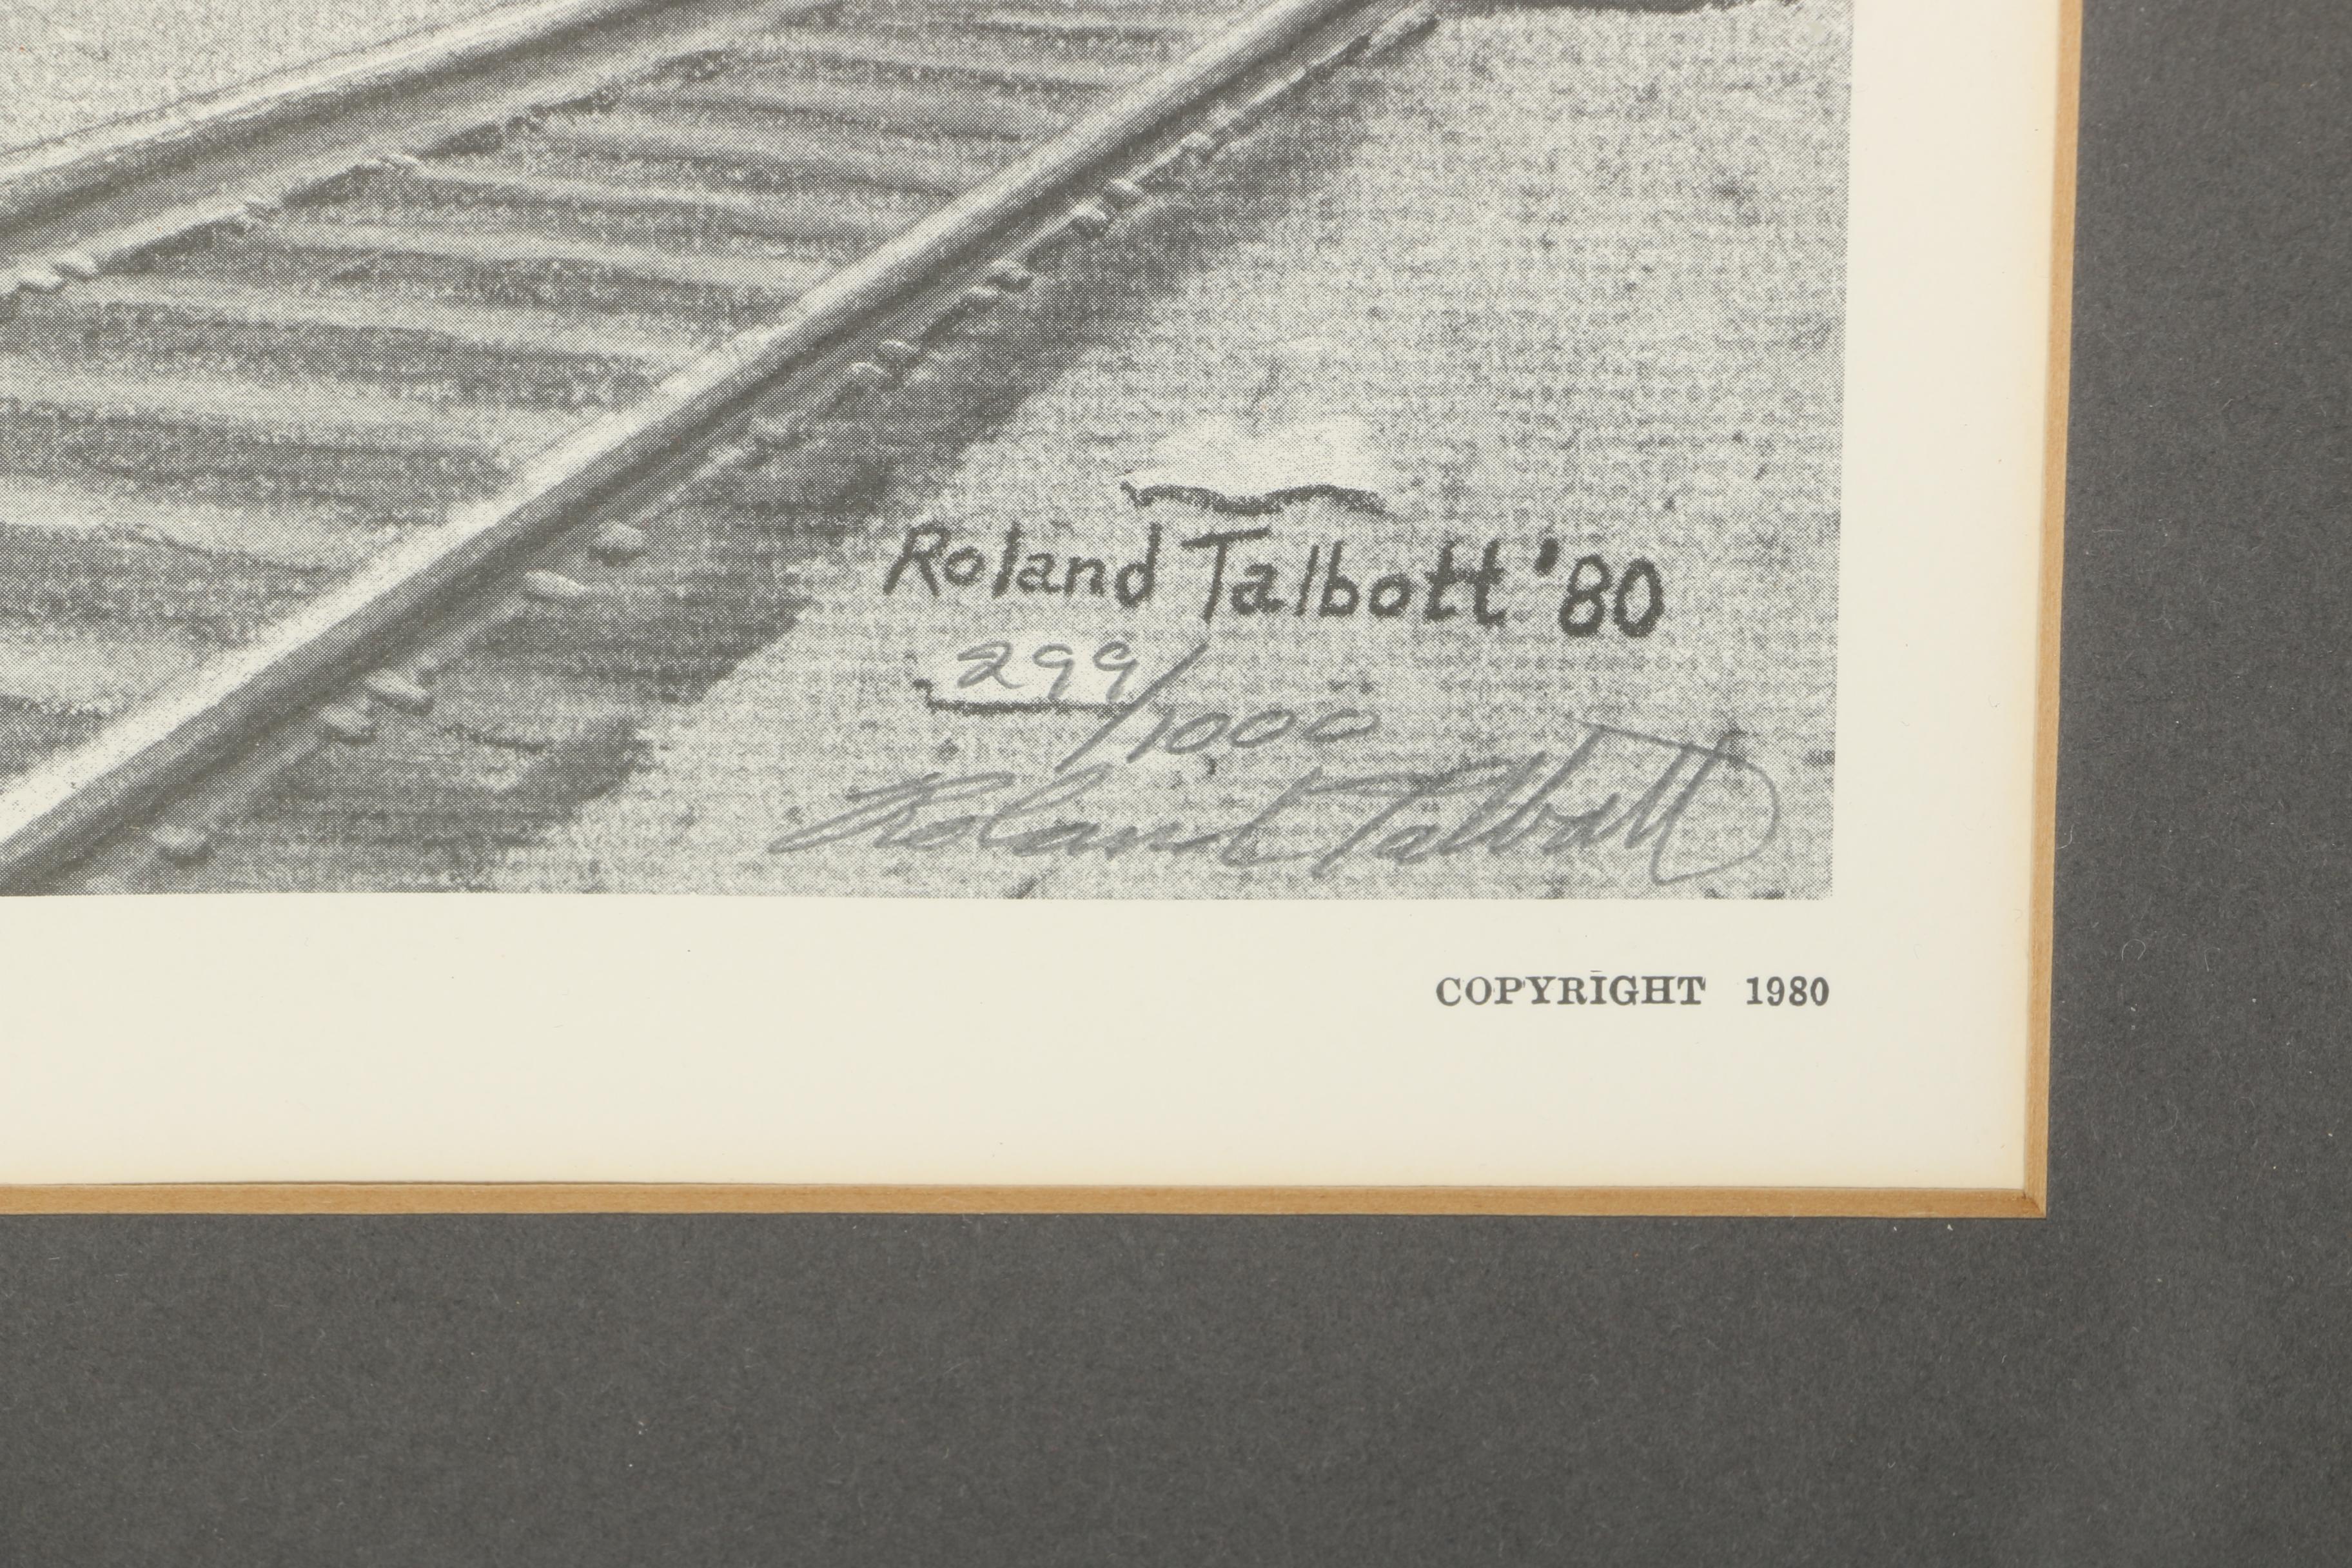 Roland Talbott '80
299/1000
Roland Talbott
COPYRIGHT 1980